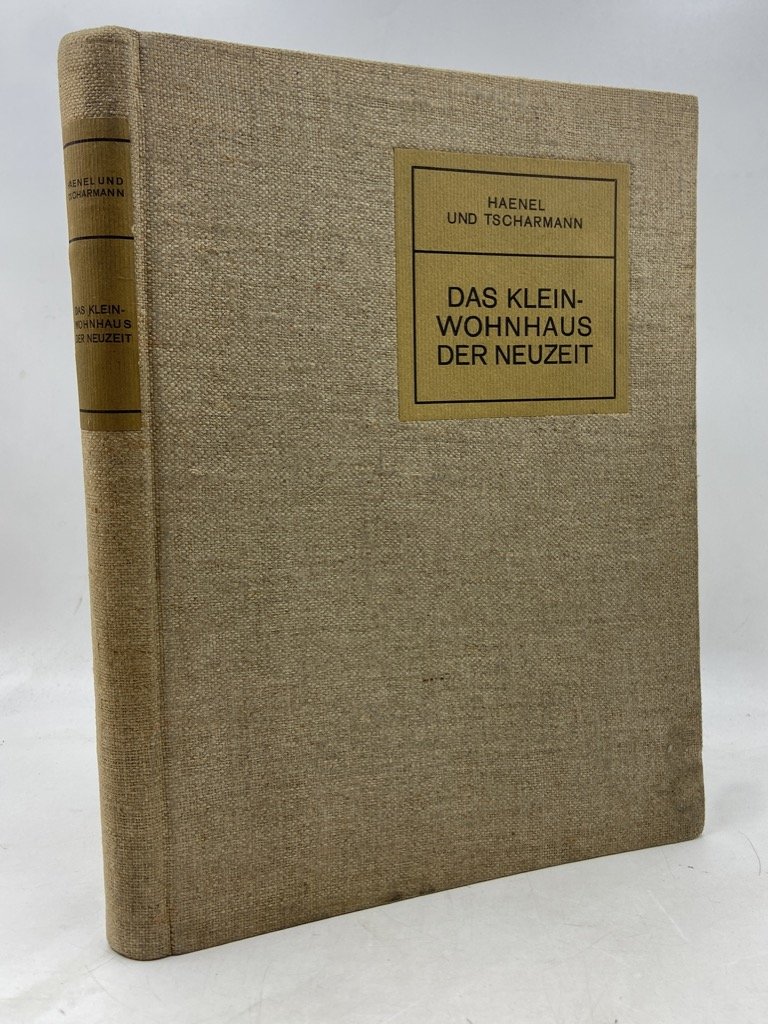 HAENEL UND
TSCHARMANN
DAS KLEIN-
WOHNHAUS
DER NEUZEIT
HAENEL
UND TSCHARMANN
DAS KLEIN-
WOHNHAUS
DER NEUZEIT